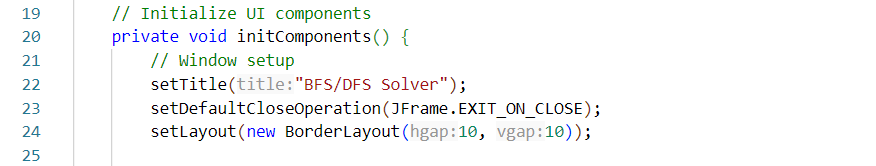 19 // Initialize UI components
20 private void initComponents() {
21 // Window setup
22 setTitle(title:"BFS/DFS Solver");
23 setDefaultCloseOperation(JFrame.EXIT_ON_CLOSE);
24 setLayout(new BorderLayout(hgap:10, vgap:10));
25